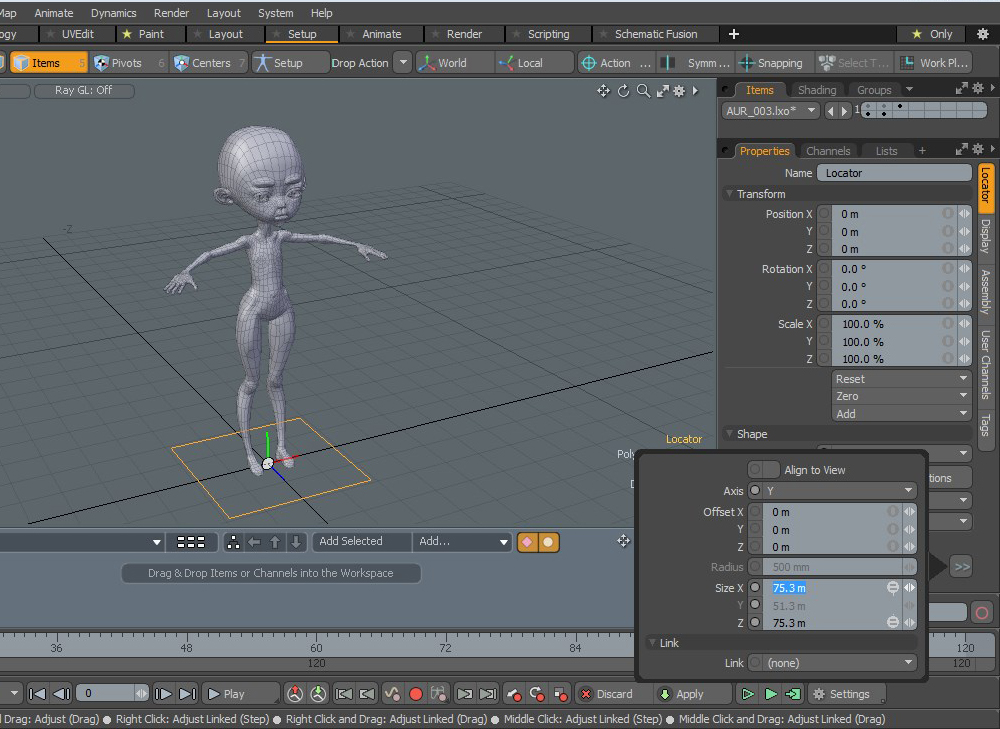 Map Animate Dynamics Render Layout System Help
ogy UVEdit Paint Layout Setup Animate Render Scripting Schematic Fusion + Only
Items 5 Pivots 6 Centers 7 Setup Drop Action World Local Action ... Symm ... Snapping Select T... Work Pl...
Ray GL: Off
Items Shading Groups
AUR_003.lxo* 1
Properties Channels Lists +
Name Locator
Transform
Position X 0 m
Y 0 m
Z 0 m
Rotation X 0.0 °
Y 0.0 °
Z 0.0 °
Scale X 100.0 %
Y 100.0 %
Z 100.0 %
Reset
Zero
Add
Shape
Locator
Display
Assembly
User Channels
Tags
-Z
Locator
Poly
tions
Align to View
Axis Y
Offset X 0 m
Y 0 m
Z 0 m
Radius 500 mm
Size X 75.3 m
Y 51.3 m
Z 75.3 m
Link
Link (none)
>>
Add Selected Add...
Drag & Drop Items or Channels into the Workspace
36 48 60 72 84 120
120 120
0 Play Discard Apply Settings
Drag: Adjust (Drag) ● Right Click: Adjust Linked (Step) ● Right Click and Drag: Adjust Linked (Drag) ● Middle Click: Adjust Linked (Step) ● Middle Click and Drag: Adjust Linked (Drag)